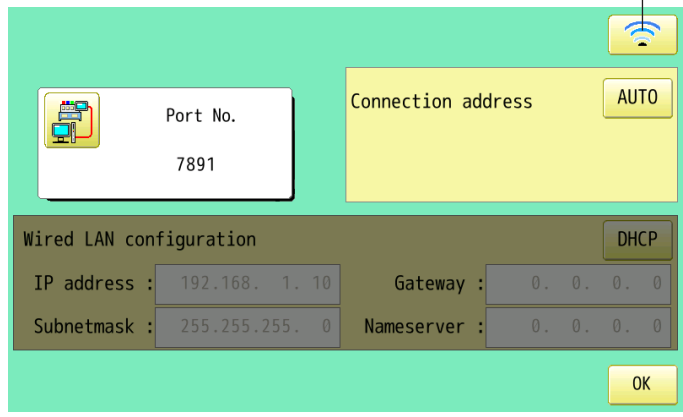 Port No.
7891
Connection address
AUTO
Wired LAN configuration
DHCP
IP address : 192.168. 1. 10
Gateway : 0. 0. 0. 0
Subnetmask : 255.255.255. 0
Nameserver : 0. 0. 0. 0
OK